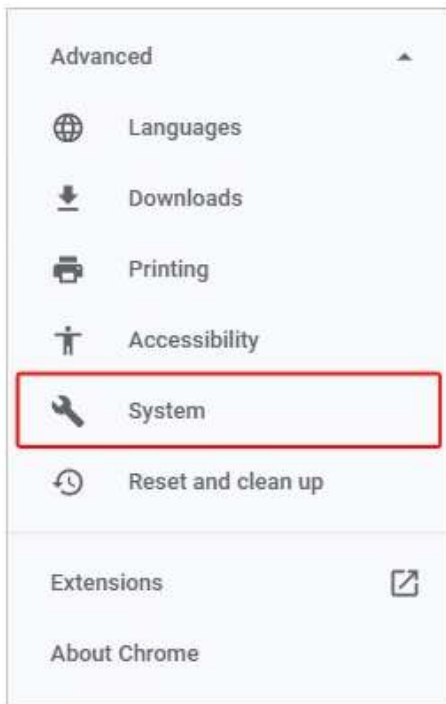 Advanced
Languages
Downloads
Printing
Accessibility
System
Reset and clean up
Extensions
About Chrome